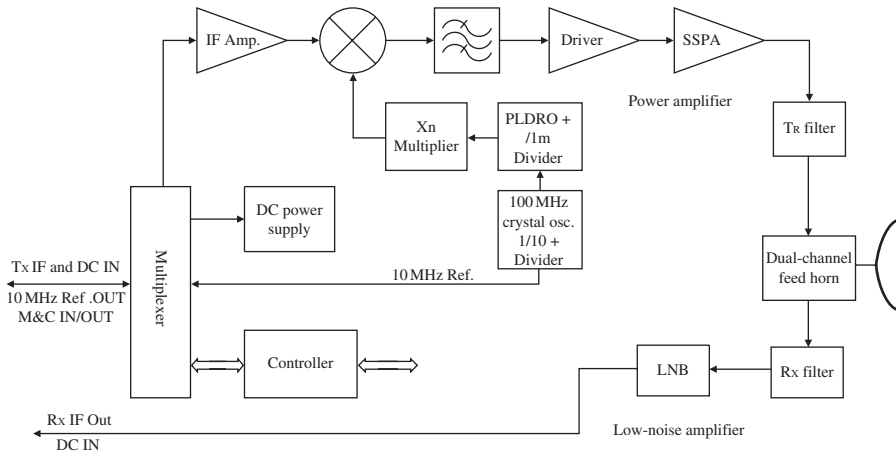 IF Amp.
Driver
SSPA
Power amplifier
Xn
Multiplier
PLDRO +
/1m
Divider
TR filter
100 MHz
crystal osc.
1/10 +
Divider
DC power
supply
Multiplexer
Dual-channel
feed horn
Tx IF and DC IN
10 MHz Ref .OUT
M&C IN/OUT
10 MHz Ref.
Controller
LNB
Rx filter
Rx IF Out
DC IN
Low-noise amplifier